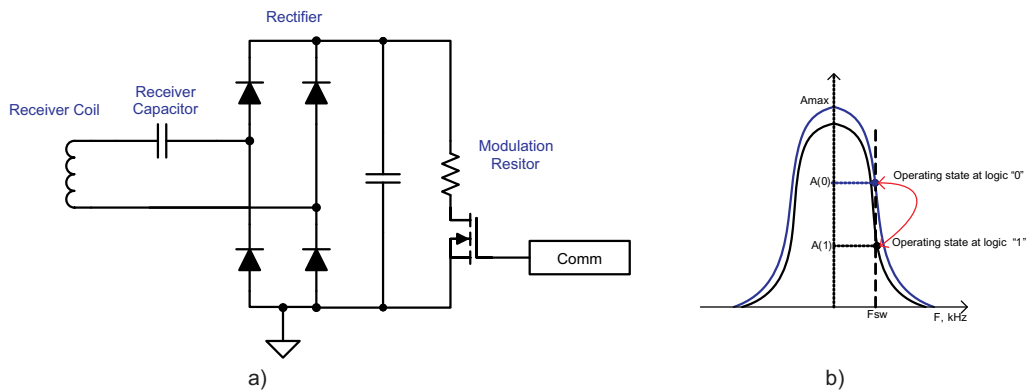 Rectifier
Receiver
Capacitor
Receiver Coil
Modulation
Resitor
Comm
a)
Amax
A(0)
Operating state at logic “0”
A(1)
Operating state at logic “1”
Fsw
F, kHz
b)